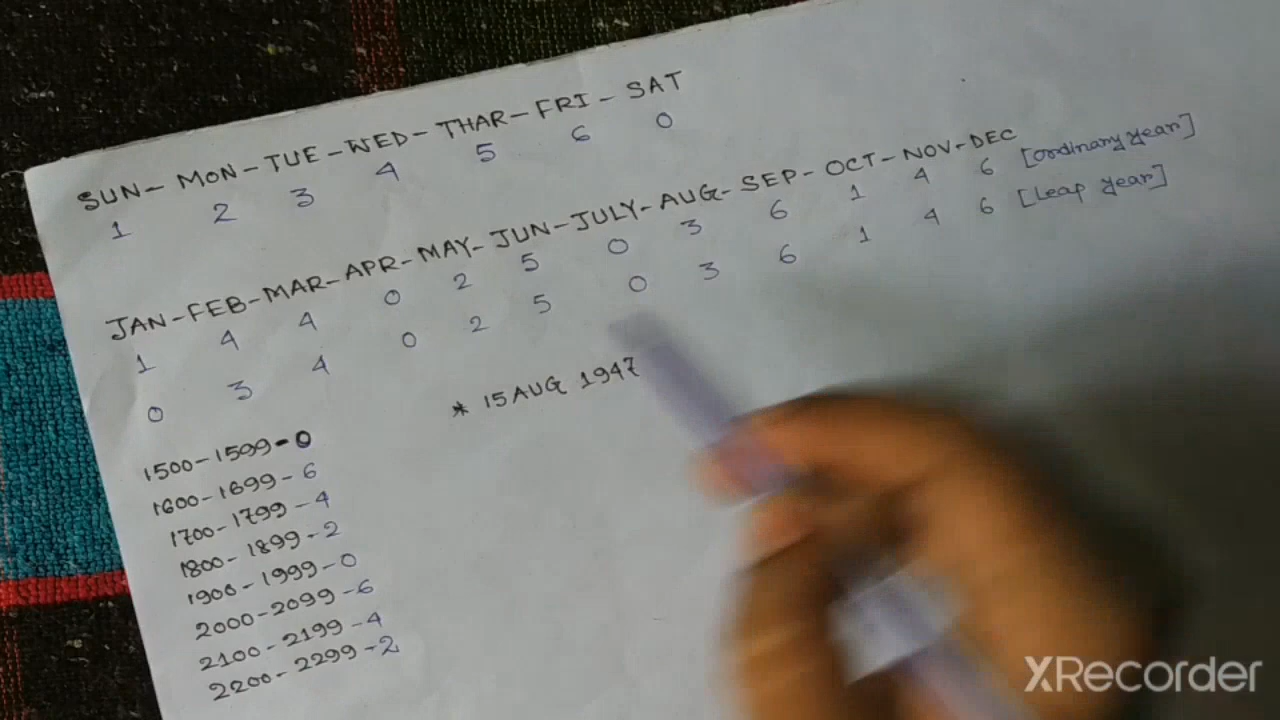 SUN- MON-TUE-WED- THAR-FRI-SAT
1 2 3 4 5 6 0
JAN-FEB-MAR-APR-MAY-JUN-JULY-AUG-SEP-OCT-NOV-DEC
1 4 4 0 2 5 0 3 6 1 4 6 [Ordinary year]
0 3 4 0 2 5 0 3 6 1 4 6 [Leap year]
* 15 AUG 1947
1500-1599-0
1600-1699-6
1700-1799-4
1800-1899-2
1900-1999-0
2000-2099-6
2100-2199-4
2200-2299-2
XRecorder